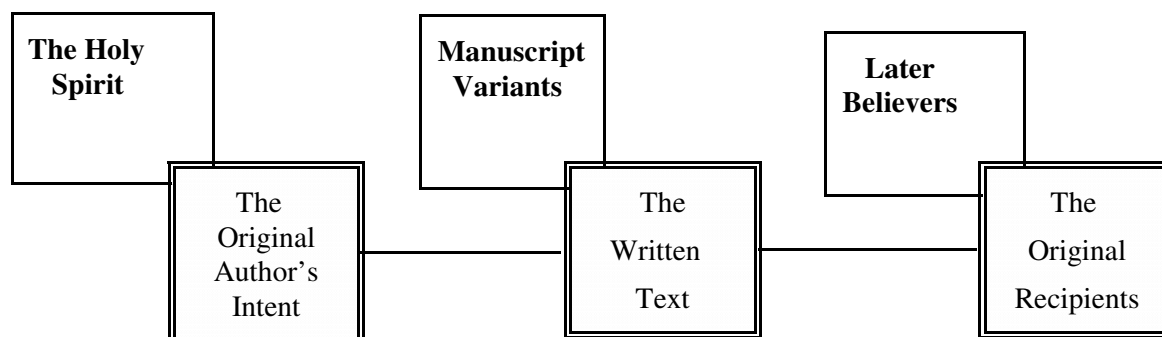 The Holy
Spirit
Manuscript
Variants
Later
Believers
The
Original
Author’s
Intent
The
Written
Text
The
Original
Recipients